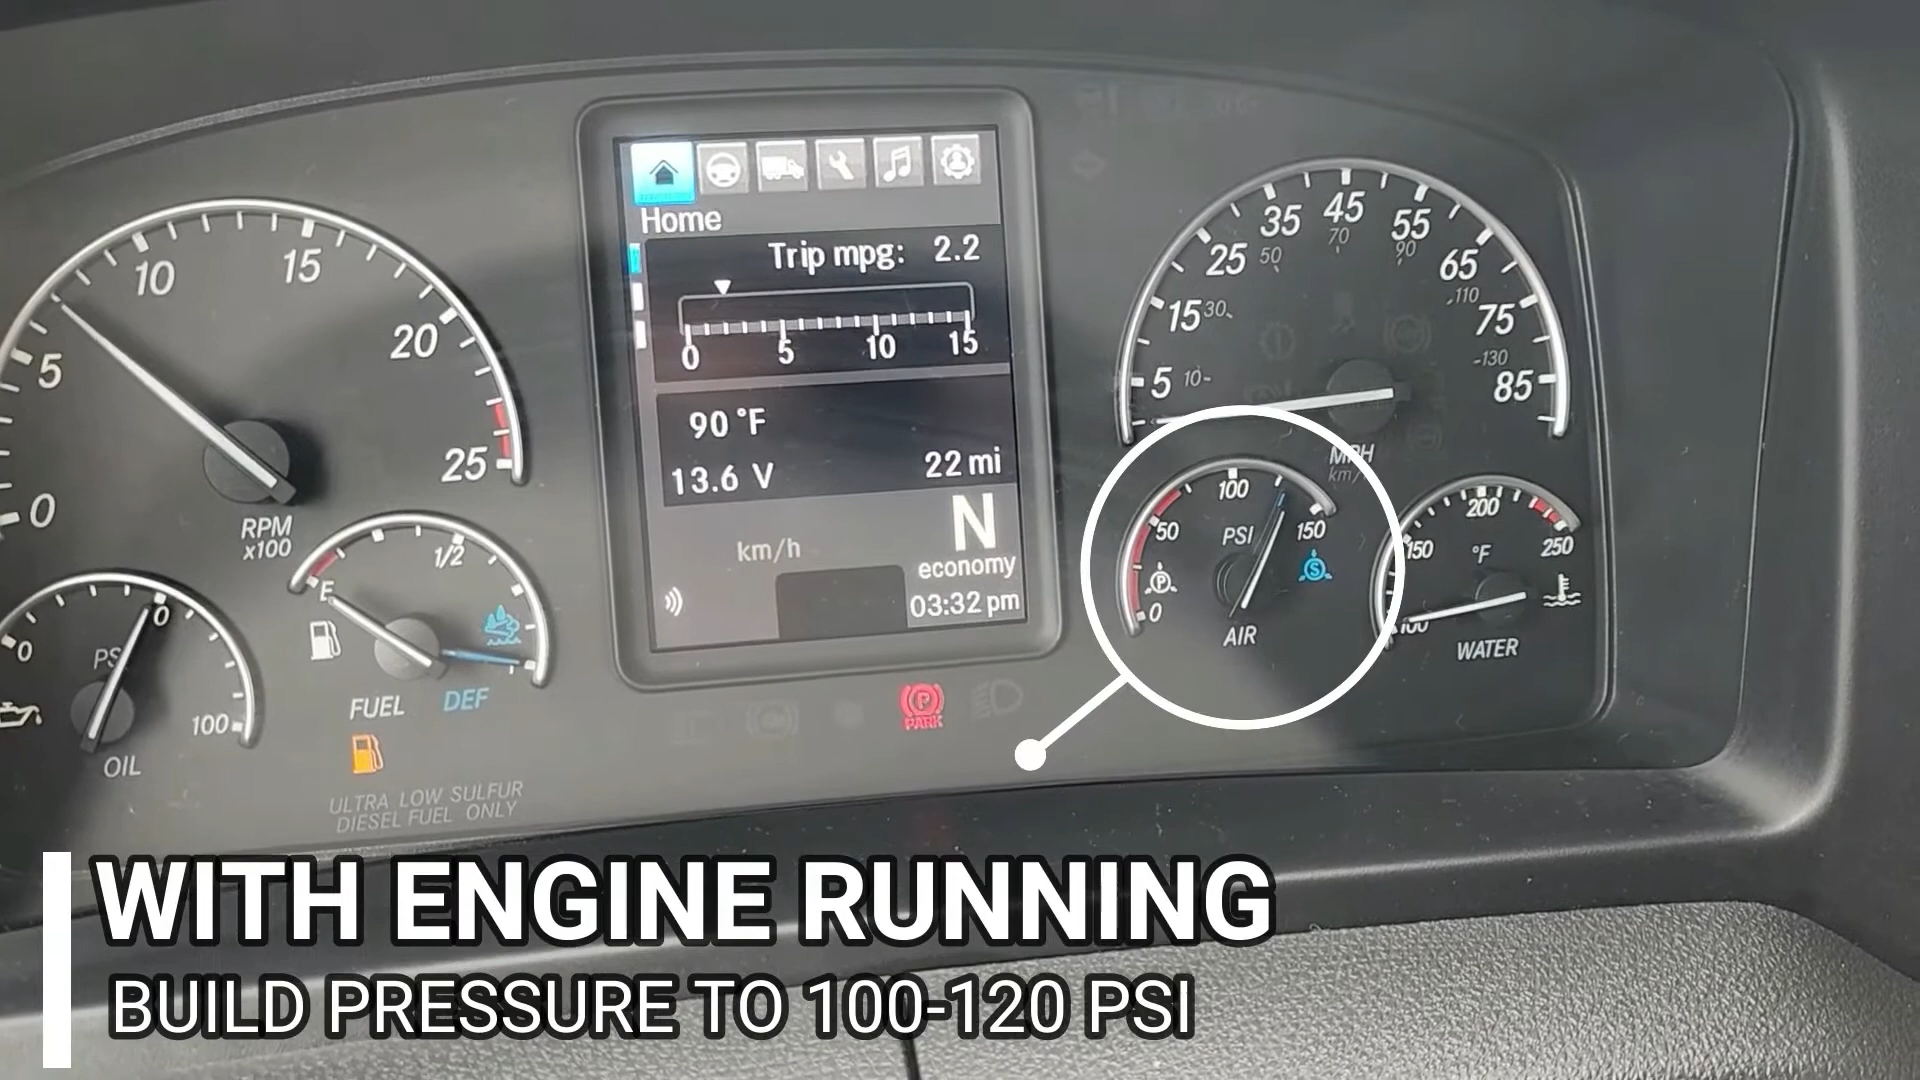 Home
Trip mpg: 2.2
0 5 10 15
90 °F
13.6 V 22 mi
N
km/h
economy
03:32 pm
0 5 10 15 20 25
RPM
x100
E 1/2
FUEL DEF
PSI
0 100
OIL
ULTRA LOW SULFUR
DIESEL FUEL ONLY
P
PARK
5 15 25 35 45 55 65 75 85
10 30 50 70 90 110 130
MPH
km/h
0 50 100 150
PSI
P S
AIR
100 150 200 250
°F
WATER
WITH ENGINE RUNNING
BUILD PRESSURE TO 100-120 PSI